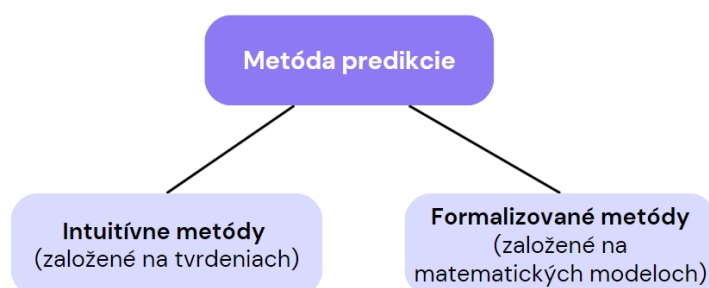 Metóda predikcie
Intuitívne metódy
(založené na tvrdeniach)
Formalizované metódy
(založené na
matematických modeloch)